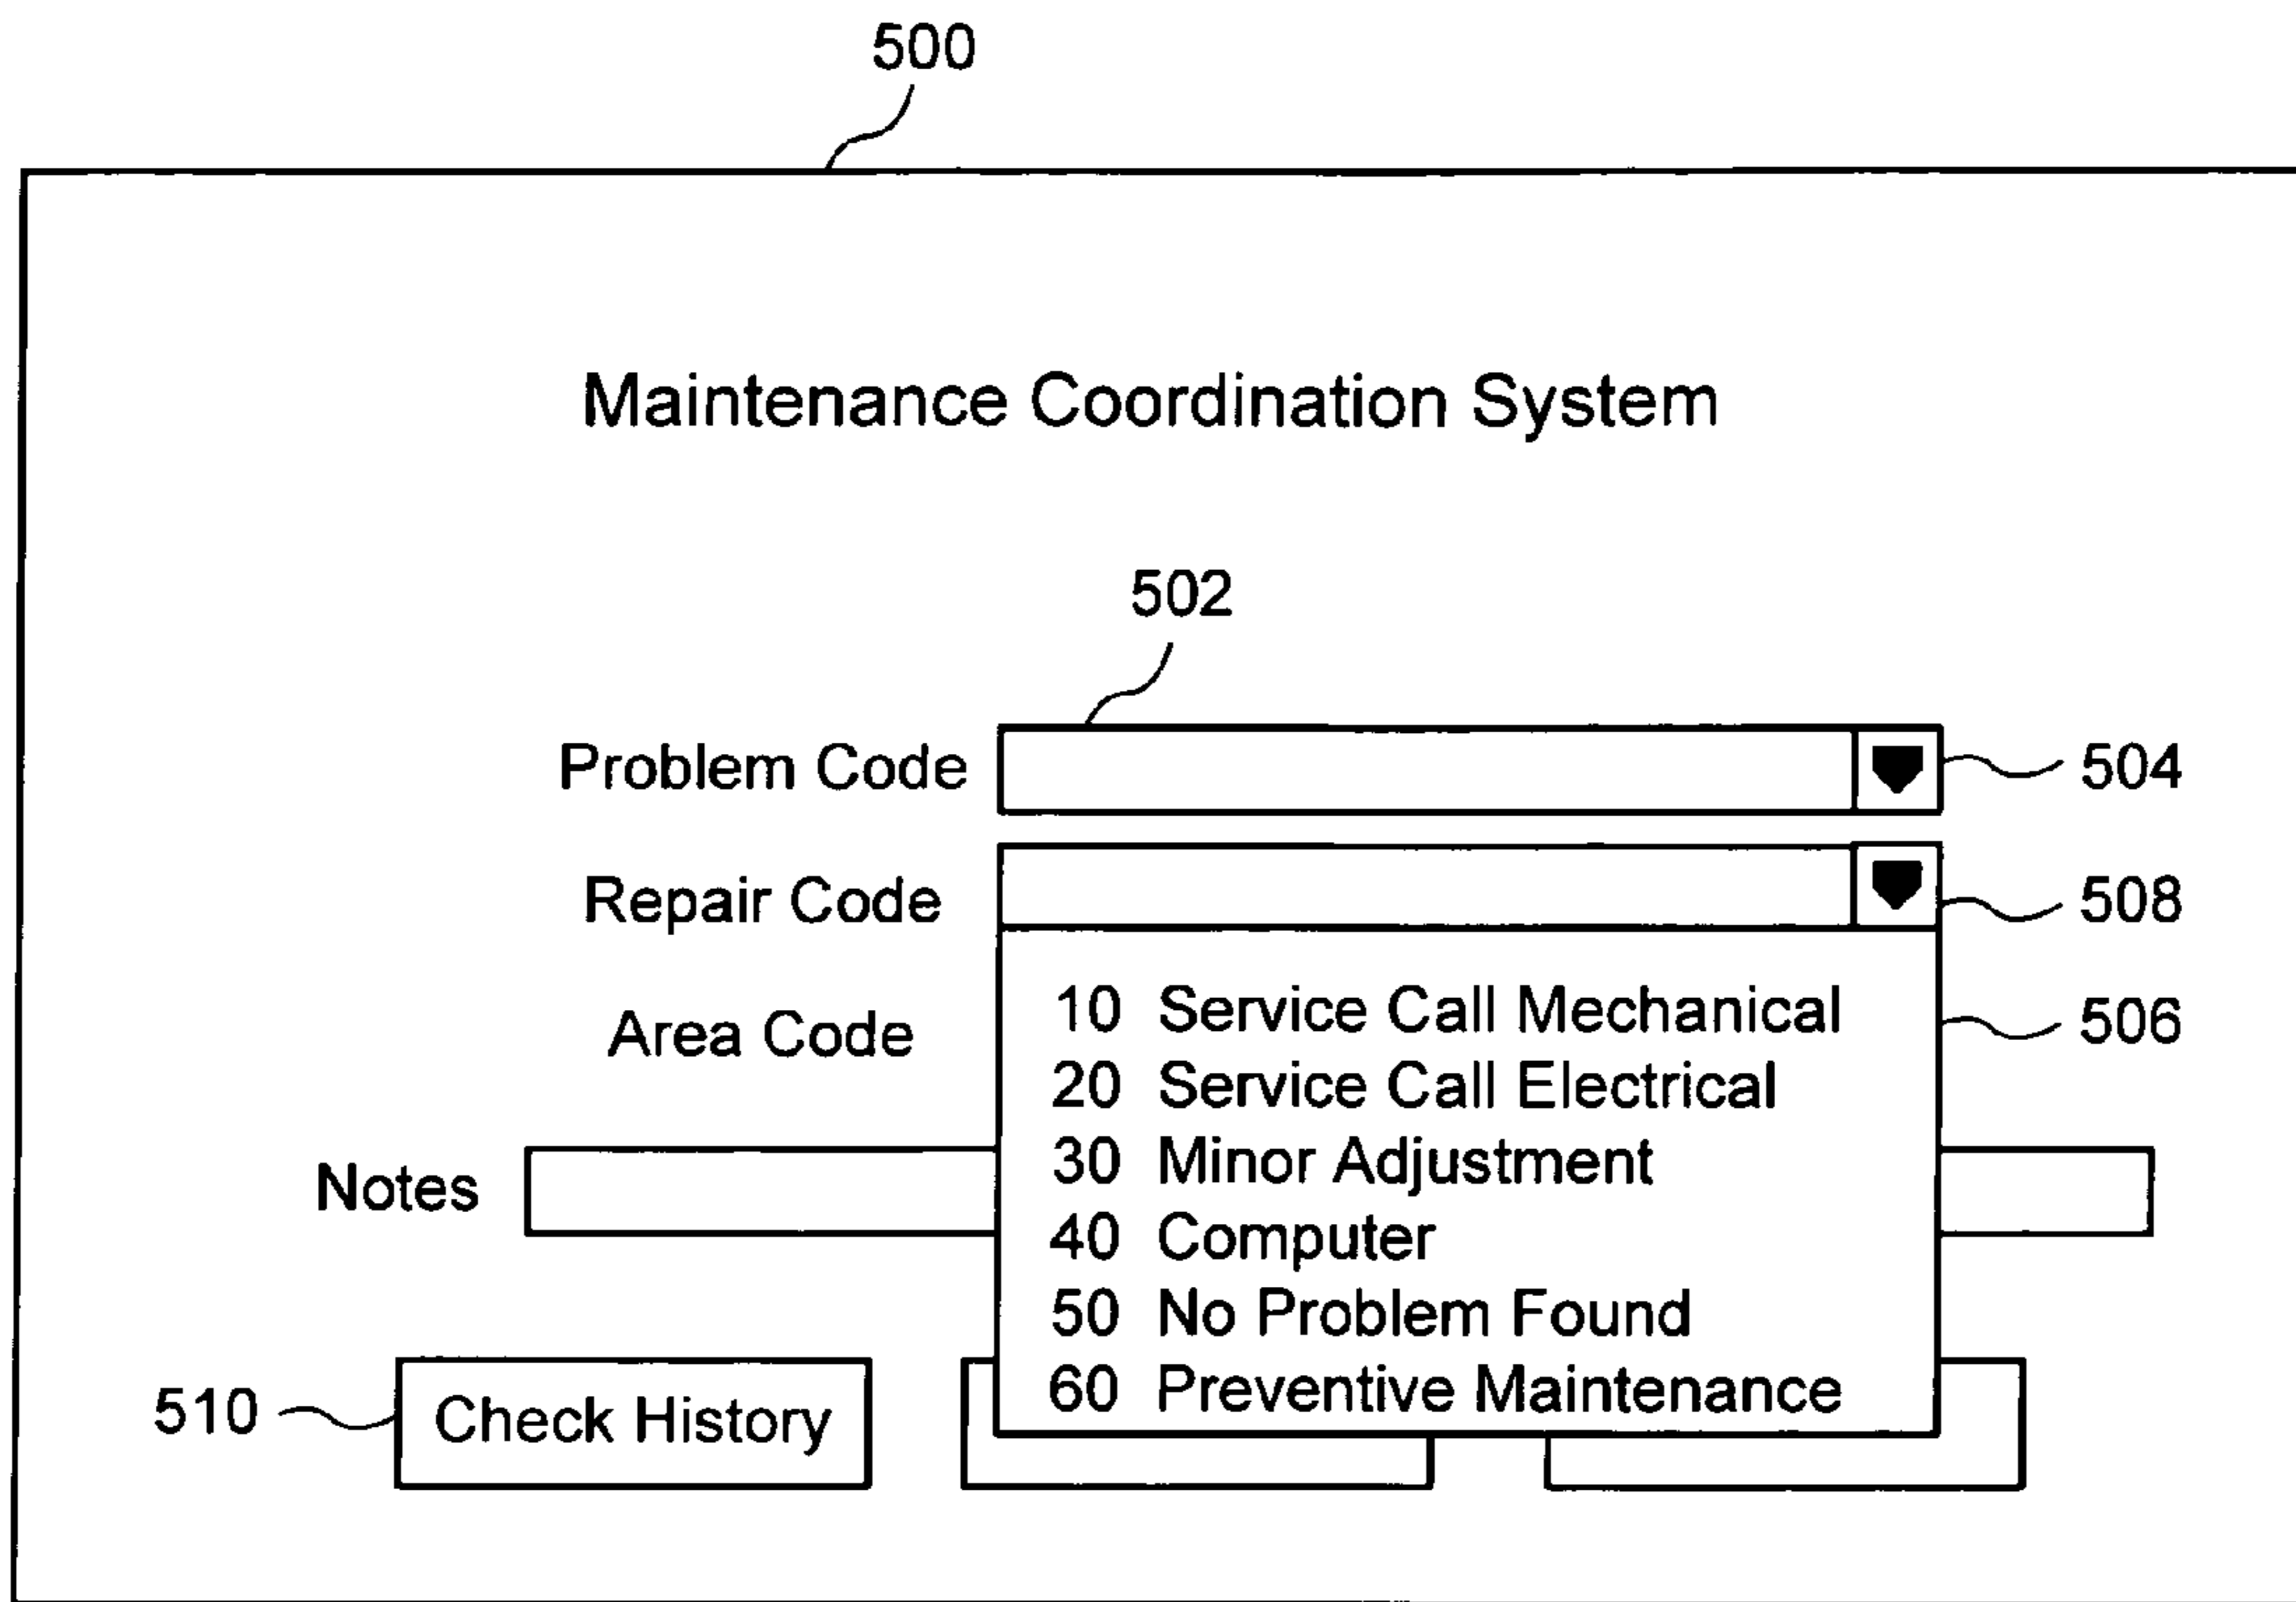 500
Maintenance Coordination System
502
Problem Code 504
Repair Code 508
10 Service Call Mechanical
Area Code 506
20 Service Call Electrical
30 Minor Adjustment
Notes
40 Computer
50 No Problem Found
60 Preventive Maintenance
510 Check History